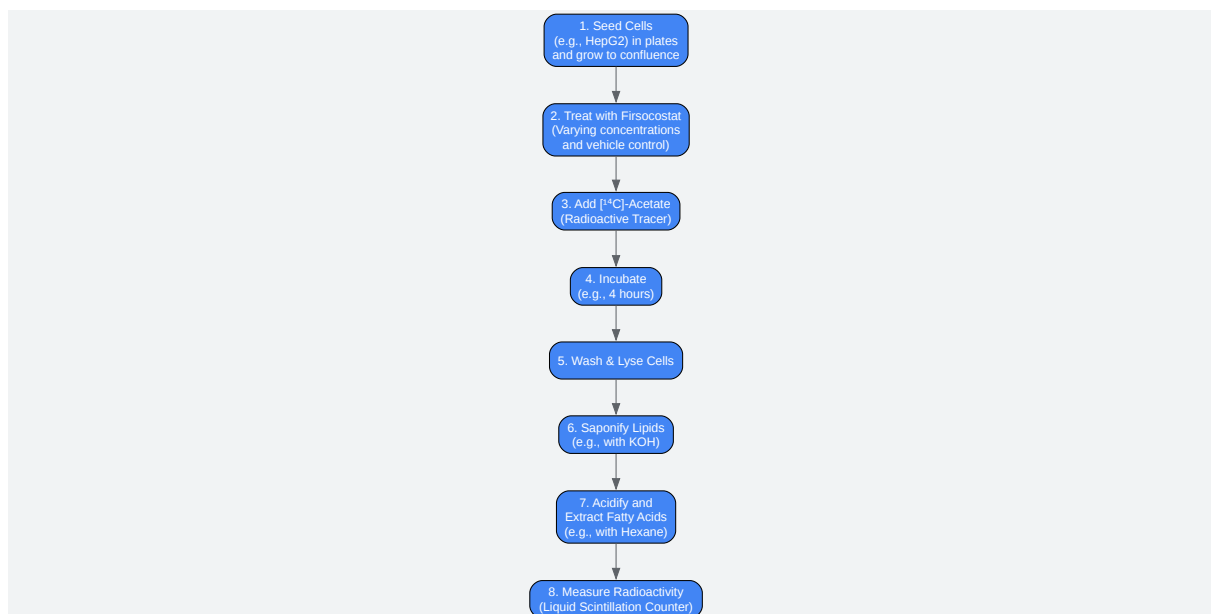 1. Seed Cells
(e.g., HepG2) in plates
and grow to confluence
2. Treat with Firsocostat
(Varying concentrations
and vehicle control)
3. Add [¹⁴C]-Acetate
(Radioactive Tracer)
4. Incubate
(e.g., 4 hours)
5. Wash & Lyse Cells
6. Saponify Lipids
(e.g., with KOH)
7. Acidify and
Extract Fatty Acids
(e.g., with Hexane)
8. Measure Radioactivity
(Liquid Scintillation Counter)